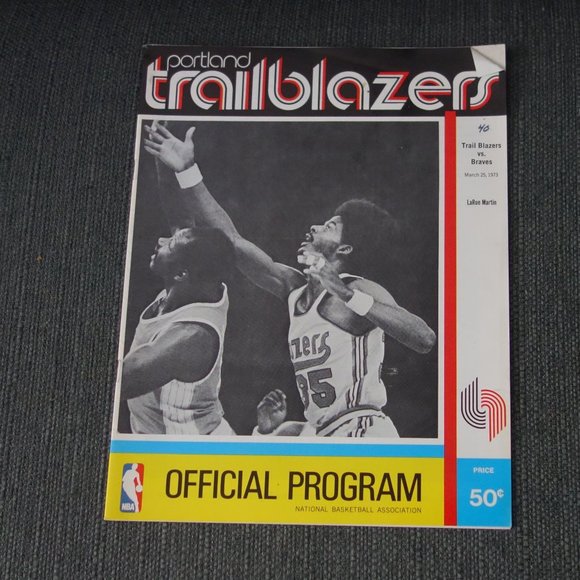 portland
trailblazers
40
Trail Blazers
vs.
Braves
March 25, 1973
LaRue Martin
azers
35
NBA
OFFICIAL PROGRAM
NATIONAL BASKETBALL ASSOCIATION
PRICE
50¢